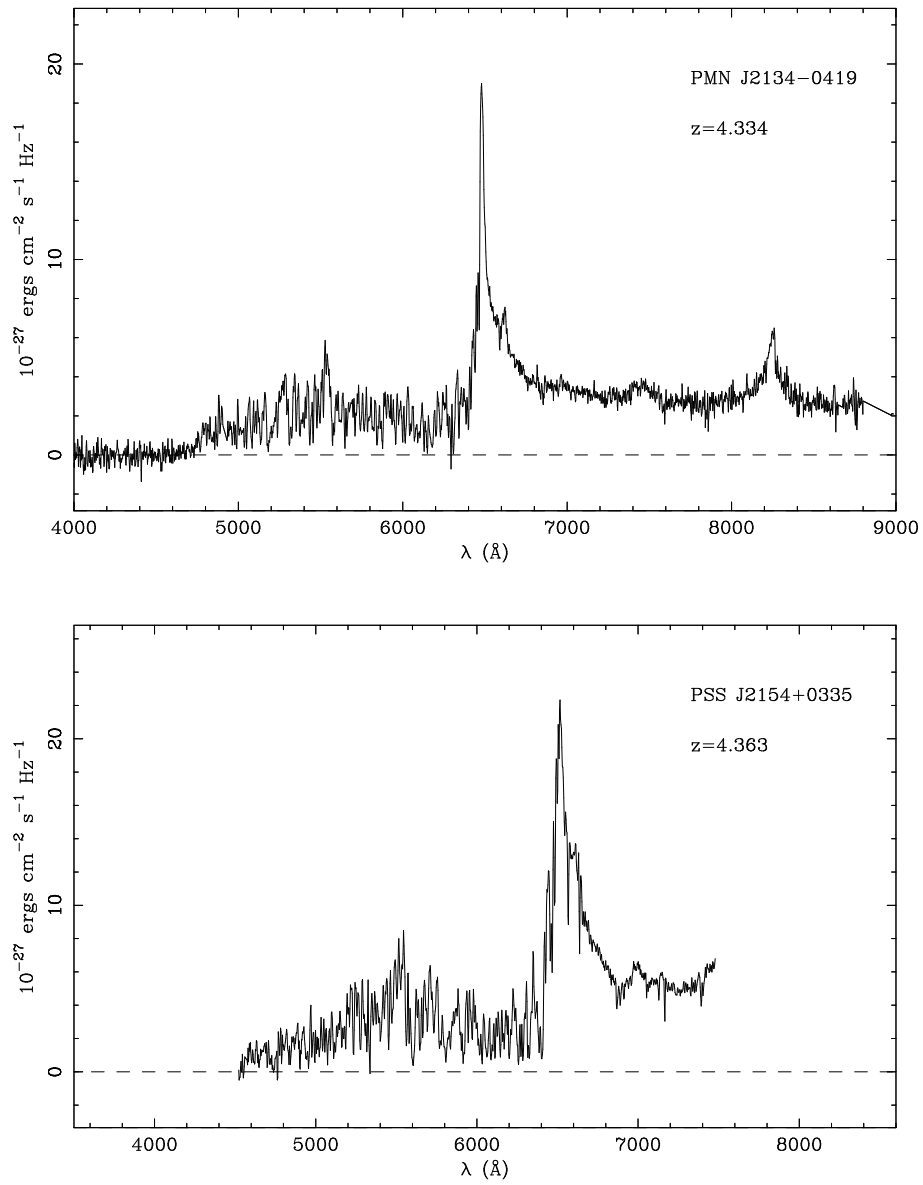 20
10
0
10⁻²⁷ ergs cm⁻² s⁻¹ Hz⁻¹
PMN J2134−0419
z=4.334
4000 5000 6000 7000 8000 9000
λ (Å)
20
10
0
10⁻²⁷ ergs cm⁻² s⁻¹ Hz⁻¹
PSS J2154+0335
z=4.363
4000 5000 6000 7000 8000
λ (Å)